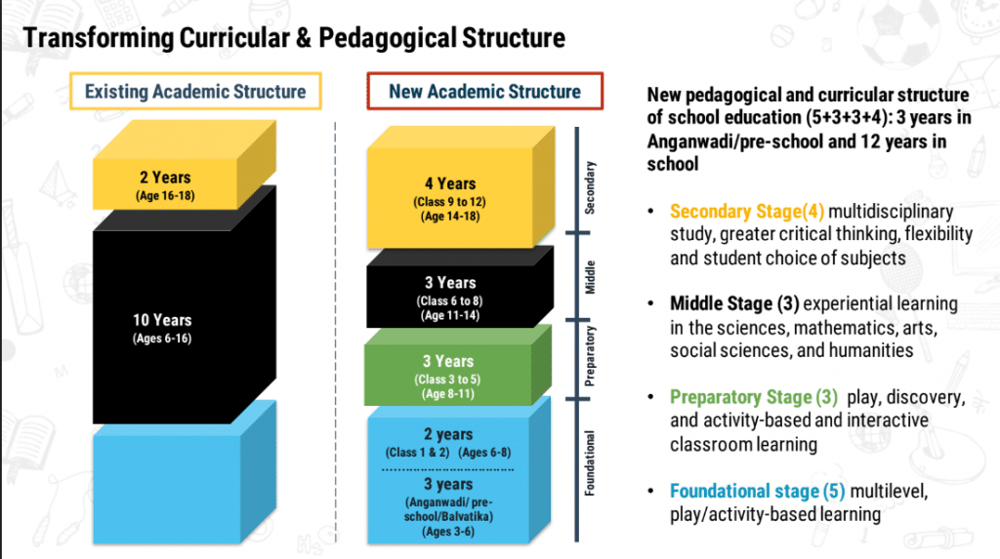 Transforming Curricular & Pedagogical Structure
Existing Academic Structure
2 Years
(Age 16-18)
10 Years
(Ages 6-16)
New Academic Structure
4 Years
(Class 9 to 12)
(Age 14-18)
3 Years
(Class 6 to 8)
(Age 11-14)
3 Years
(Class 3 to 5)
(Age 8-11)
2 years
(Class 1 & 2) (Ages 6-8)
3 years
(Anganwadi/ pre-
school/Balvatika)
(Ages 3-6)
Secondary
Middle
Preparatory
Foundational
New pedagogical and curricular structure
of school education (5+3+3+4): 3 years in
Anganwadi/pre-school and 12 years in
school
• Secondary Stage(4) multidisciplinary
study, greater critical thinking, flexibility
and student choice of subjects
• Middle Stage (3) experiential learning
in the sciences, mathematics, arts,
social sciences, and humanities
• Preparatory Stage (3) play, discovery,
and activity-based and interactive
classroom learning
• Foundational stage (5) multilevel,
play/activity-based learning
M
H₂O
1